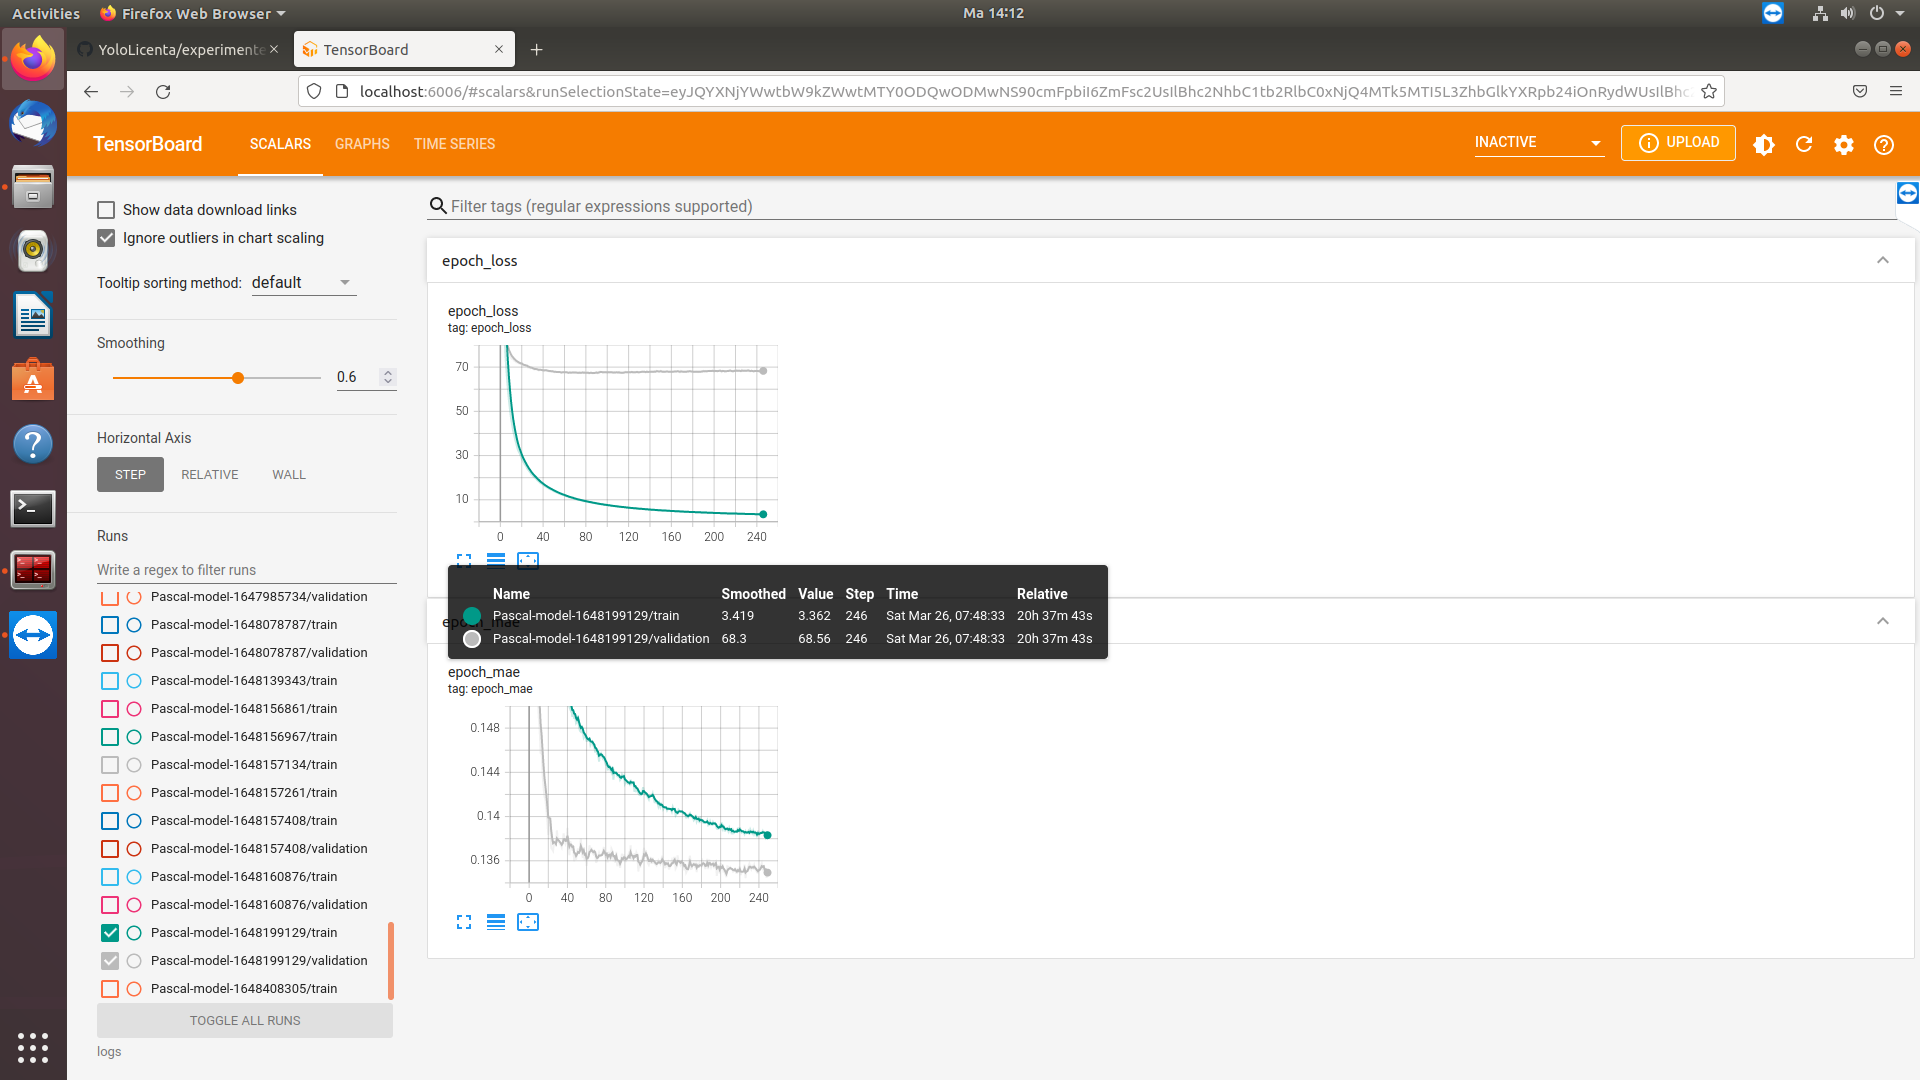 Activities
Firefox Web Browser
Ma 14:12
YoloLicenta/experimente
TensorBoard
TensorBoard
SCALARS
GRAPHS
TIME SERIES
INACTIVE
UPLOAD
Show data download links
Ignore outliers in chart scaling
Tooltip sorting method: default
Smoothing
0.6
Horizontal Axis
STEP
RELATIVE
WALL
Runs
Write a regex to filter runs
Pascal-model-1647985734/validation
Pascal-model-1648078787/train
Pascal-model-1648078787/validation
Pascal-model-1648139343/train
Pascal-model-1648156861/train
Pascal-model-1648156967/train
Pascal-model-1648157134/train
Pascal-model-1648157261/train
Pascal-model-1648157408/train
Pascal-model-1648157408/validation
Pascal-model-1648160876/train
Pascal-model-1648160876/validation
Pascal-model-1648199129/train
Pascal-model-1648199129/validation
Pascal-model-1648408305/train
TOGGLE ALL RUNS
logs
Filter tags (regular expressions supported)
epoch_loss
epoch_loss
tag: epoch_loss
70
50
30
10
0 40 80 120 160 200 240
Name Smoothed Value Step Time Relative
Pascal-model-1648199129/train 3.419 3.362 246 Sat Mar 26, 07:48:33 20h 37m 43s
Pascal-model-1648199129/validation 68.3 68.56 246 Sat Mar 26, 07:48:33 20h 37m 43s
epoch_mae
epoch_mae
tag: epoch_mae
0.148
0.144
0.14
0.136
0 40 80 120 160 200 240